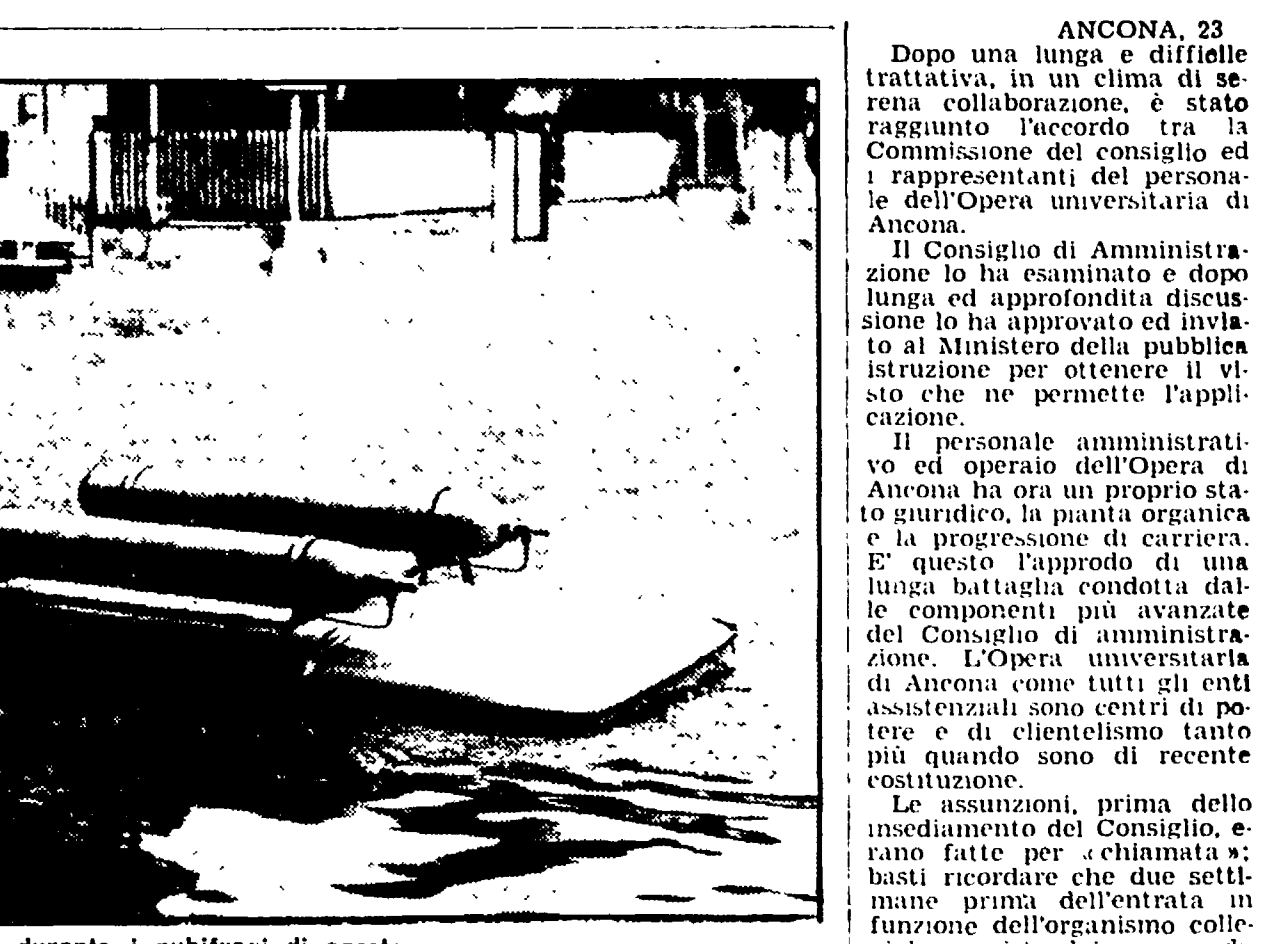 ANCONA, 23
Dopo una lunga e difficile
trattativa, in un clima di se-
rena collaborazione, è stato
raggiunto l'accordo tra la
Commissione del consiglio ed
i rappresentanti del persona-
le dell'Opera universitaria di
Ancona.
Il Consiglio di Amministra-
zione lo ha esaminato e dopo
lunga ed approfondita discus-
sione lo ha approvato ed invia-
to al Ministero della pubblica
istruzione per ottenere il vi-
sto che ne permette l'appli-
cazione.
Il personale amministrati-
vo ed operaio dell'Opera di
Ancona ha ora un proprio sta-
to giuridico, la pianta organica
e la progressione di carriera.
E' questo l'approdo di una
lunga battaglia condotta dal-
le componenti più avanzate
del Consiglio di amministra-
zione. L'Opera universitaria
di Ancona come tutti gli enti
assistenziali sono centri di po-
tere e di clientelismo tanto
più quando sono di recente
costituzione.
Le assunzioni, prima dello
insediamento del Consiglio, e-
rano fatte per « chiamata »;
basti ricordare che due setti-
mane prima dell'entrata in
funzione dell'organismo colle-
durante i nubifragi di agosto